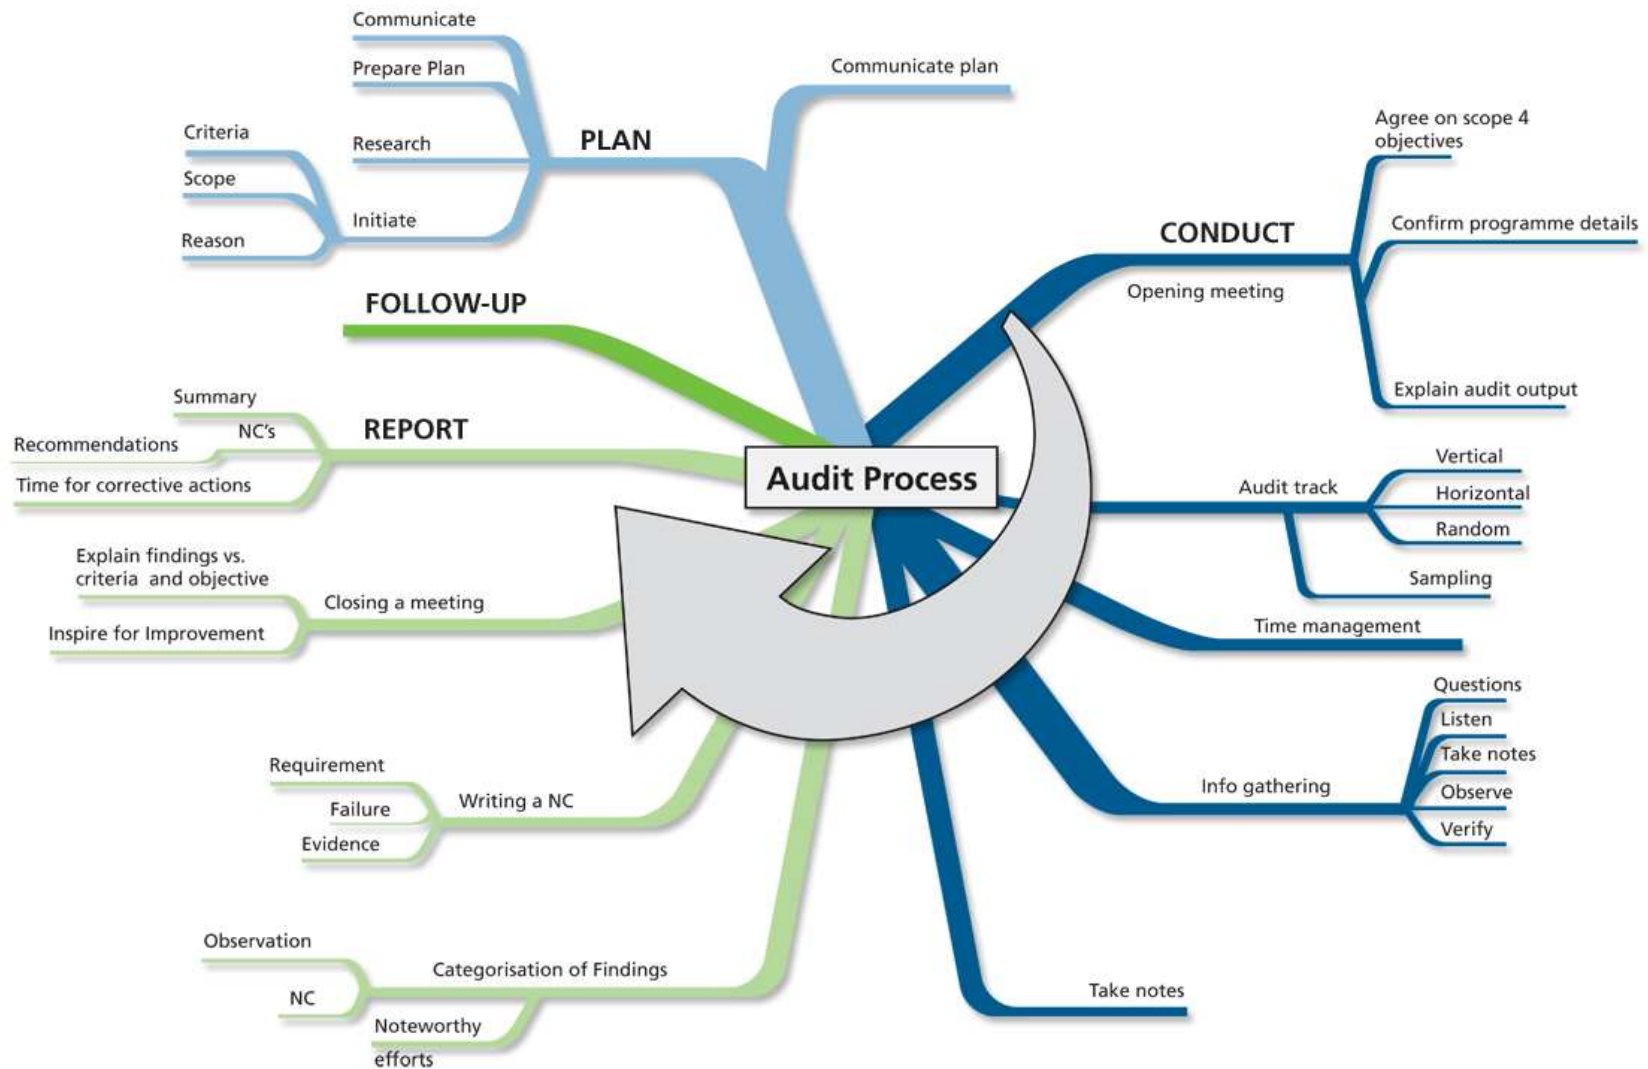 Communicate
Prepare Plan
Research
Initiate
Criteria
Scope
Reason
PLAN
Communicate plan
CONDUCT
Opening meeting
Agree on scope 4
objectives
Confirm programme details
Explain audit output
FOLLOW-UP
Summary
NC's
Recommendations
Time for corrective actions
REPORT
Audit Process
Audit track
Vertical
Horizontal
Random
Sampling
Time management
Explain findings vs.
criteria and objective
Inspire for Improvement
Closing a meeting
Questions
Listen
Take notes
Observe
Verify
Info gathering
Requirement
Failure
Evidence
Writing a NC
Observation
NC
Categorisation of Findings
Noteworthy
efforts
Take notes